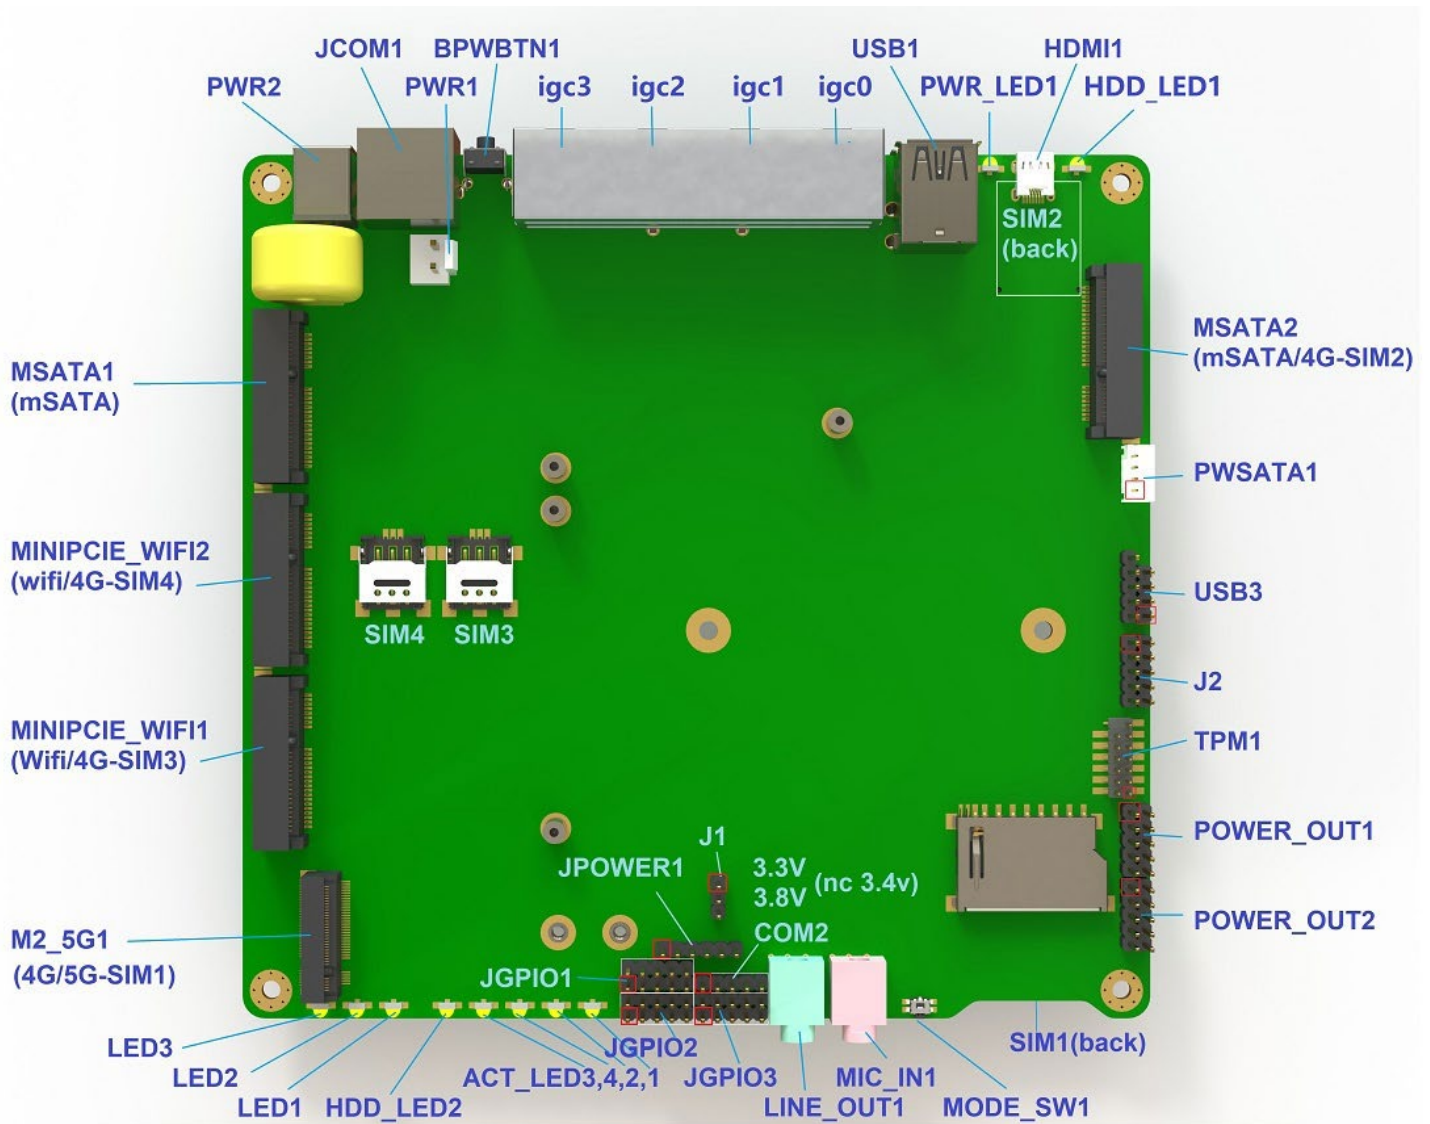 JCOM1
BPWBTN1
USB1
HDMI1
PWR2
PWR1
igc3
igc2
igc1
igc0
PWR_LED1
HDD_LED1
SIM2
(back)
MSATA2
(mSATA/4G-SIM2)
MSATA1
(mSATA)
PWSATA1
MINIPCIE_WIFI2
(wifi/4G-SIM4)
USB3
SIM4
SIM3
J2
MINIPCIE_WIFI1
(Wifi/4G-SIM3)
TPM1
POWER_OUT1
J1
JPOWER1
3.3V
3.8V
(nc 3.4v)
POWER_OUT2
COM2
M2_5G1
(4G/5G-SIM1)
JGPIO1
LED3
JGPIO2
SIM1(back)
LED2
ACT_LED3,4,2,1
JGPIO3
MIC_IN1
LED1
HDD_LED2
LINE_OUT1
MODE_SW1